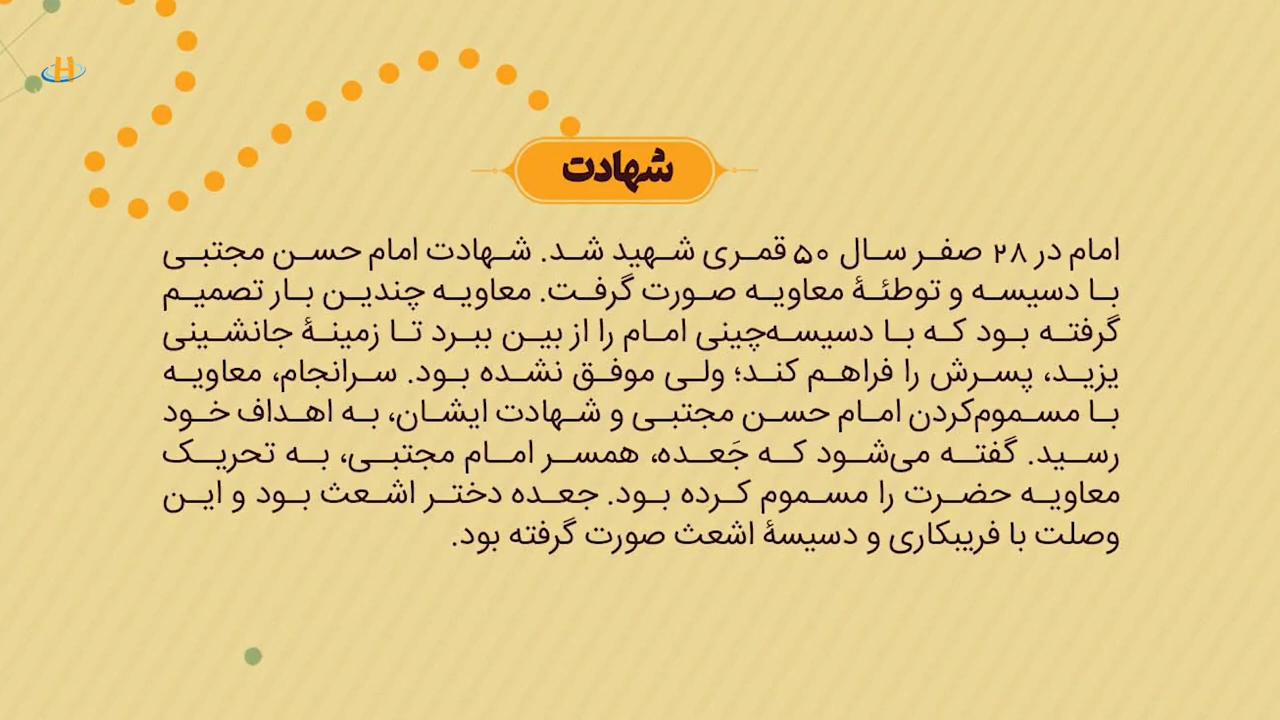 H
شهادت
امام در ۲۸ صفر سال ۵۰ قمری شهید شد. شهادت امام حسن مجتبی
با دسیسه و توطئهٔ معاویه صورت گرفت. معاویه چندین بار تصمیم
گرفته بود که با دسیسه‌چینی امام را از بین ببرد تا زمینهٔ جانشینی
یزید، پسرش را فراهم کند؛ ولی موفق نشده بود. سرانجام، معاویه
با مسموم‌کردن امام حسن مجتبی و شهادت ایشان، به اهداف خود
رسید. گفته می‌شود که جَعده، همسر امام مجتبی، به تحریک
معاویه حضرت را مسموم کرده بود. جعده دختر اشعث بود و این
وصلت با فریبکاری و دسیسهٔ اشعث صورت گرفته بود.